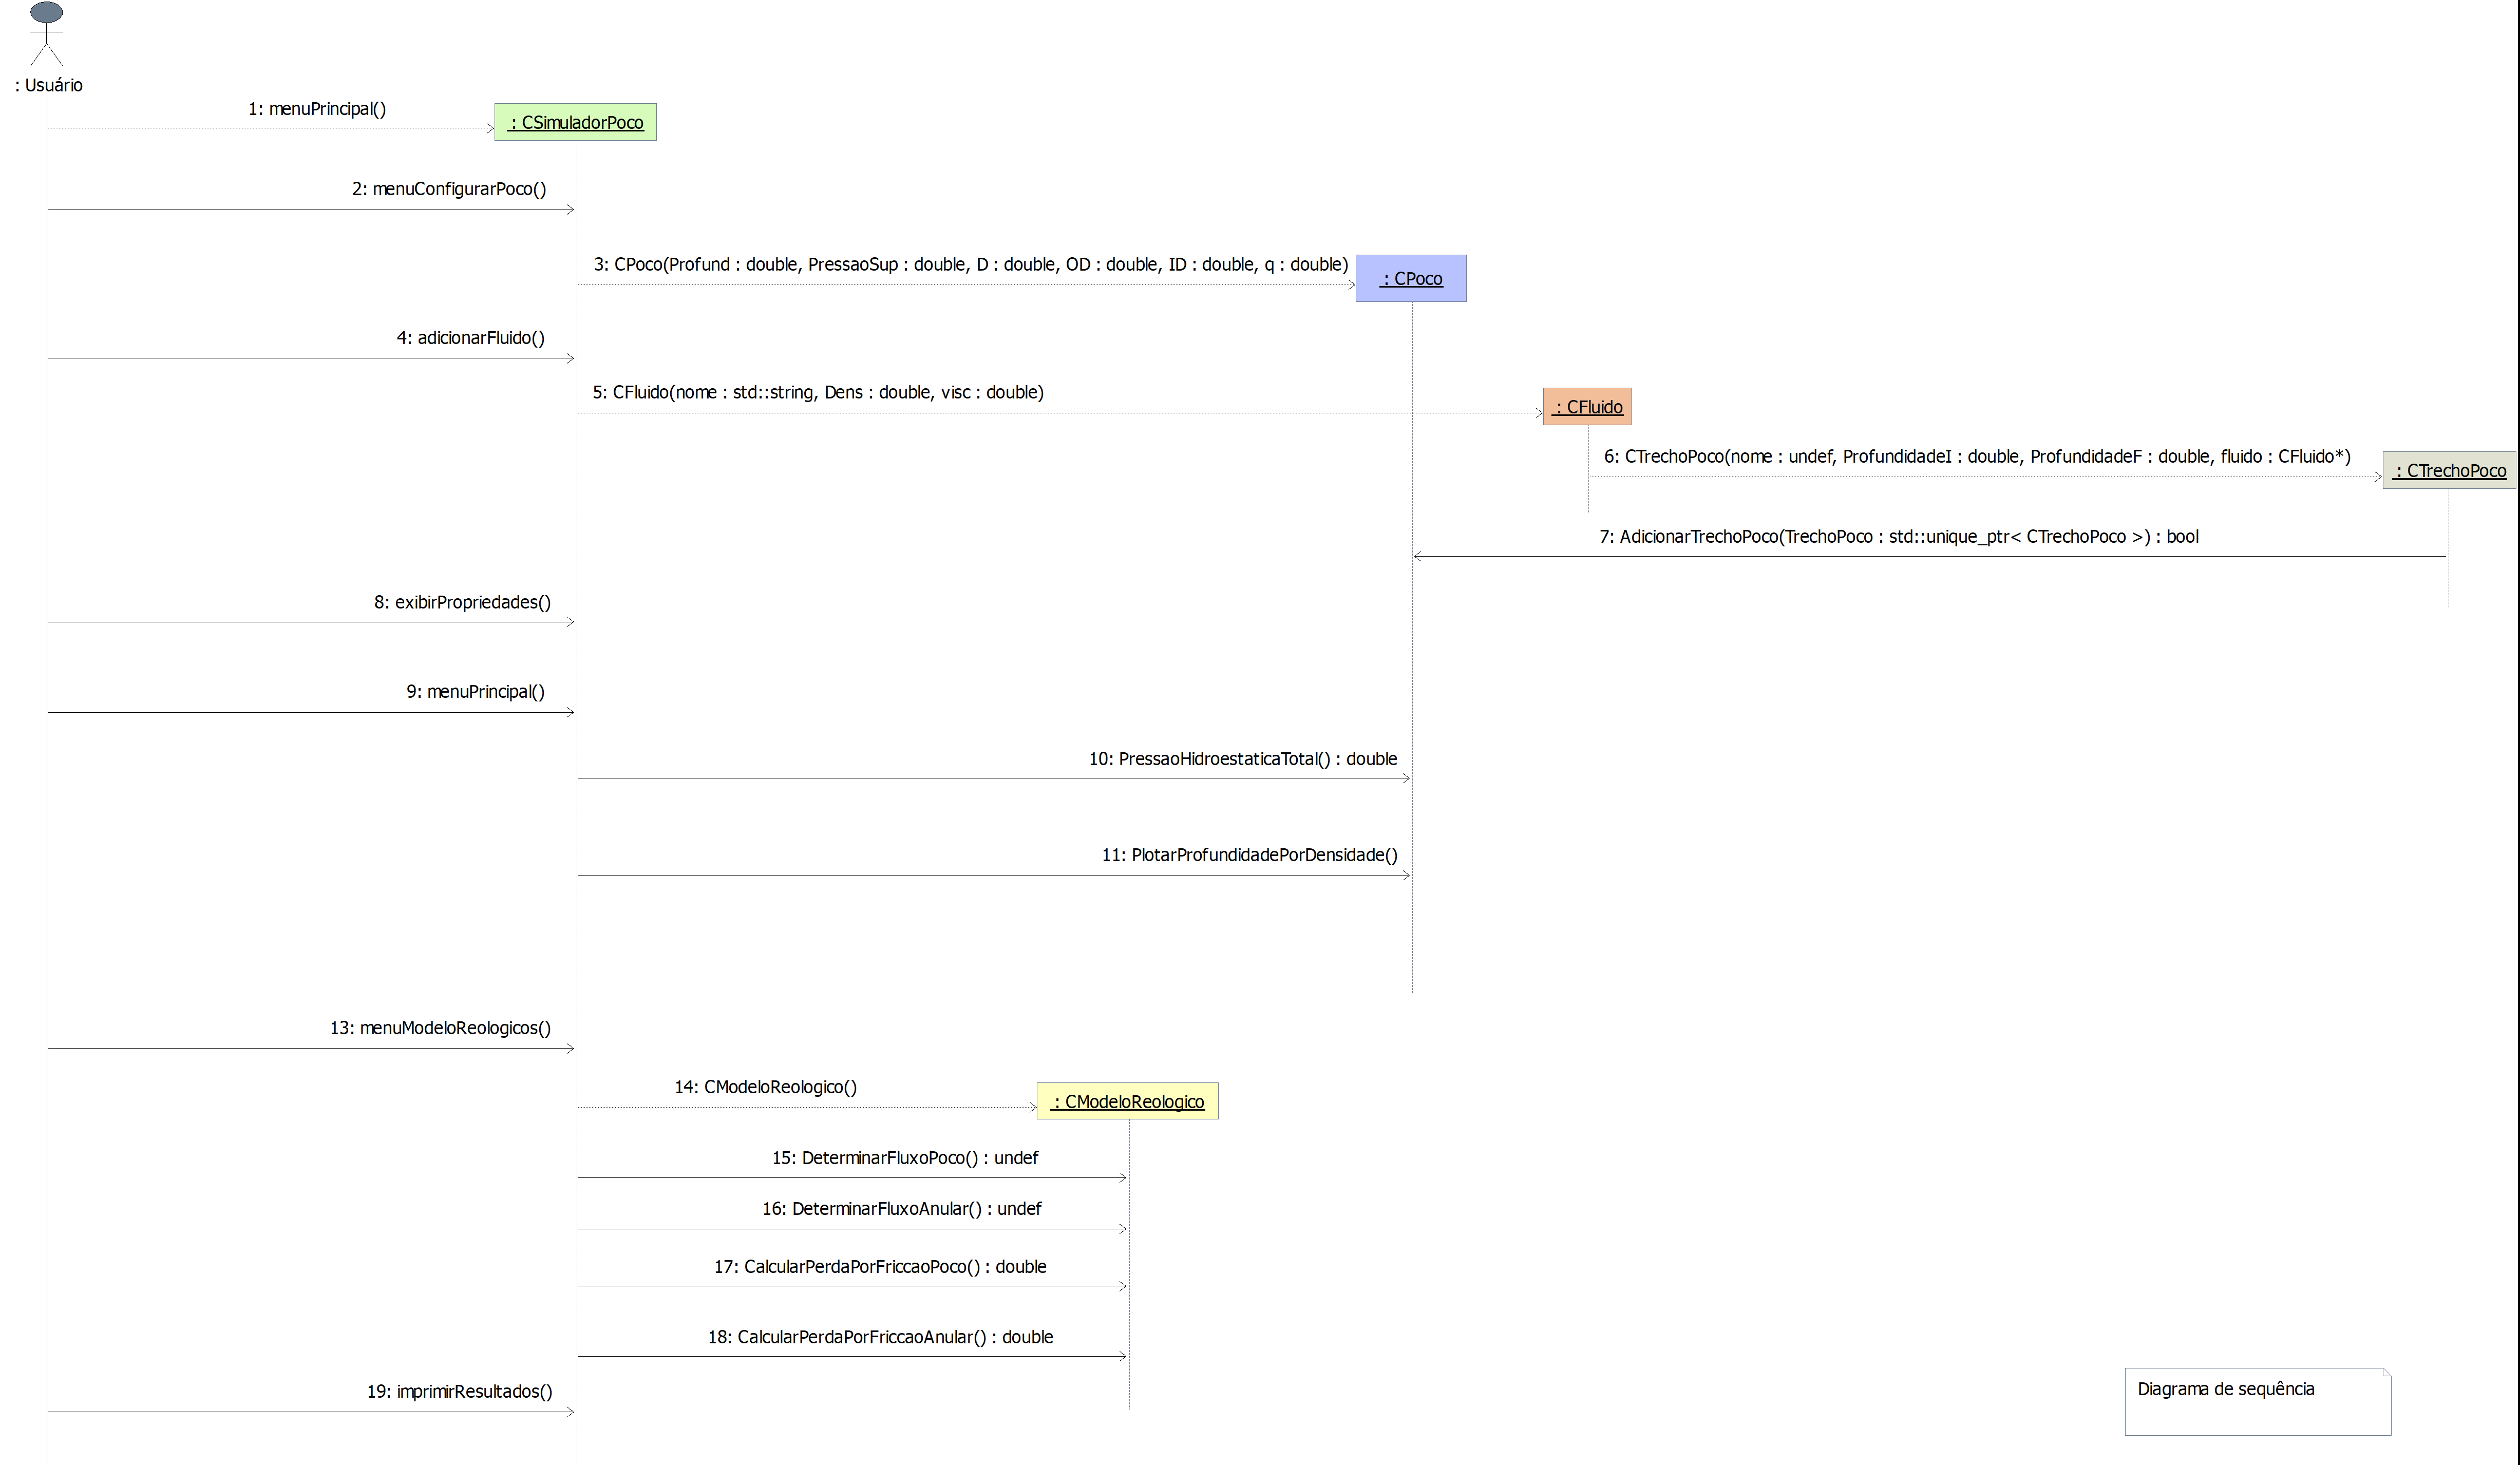 : Usuário
1: menuPrincipal()
: CSimuladorPoco
2: menuConfigurarPoco()
3: CPoco(Profund : double, PressaoSup : double, D : double, OD : double, ID : double, q : double)
: CPoco
4: adicionarFluido()
5: CFluido(nome : std::string, Dens : double, visc : double)
: CFluido
6: CTrechoPoco(nome : undef, ProfundidadeI : double, ProfundidadeF : double, fluido : CFluido*)
: CTrechoPoco
7: AdicionarTrechoPoco(TrechoPoco : std::unique_ptr< CTrechoPoco >) : bool
8: exibirPropriedades()
9: menuPrincipal()
10: PressaoHidroestaticaTotal() : double
11: PlotarProfundidadePorDensidade()
13: menuModeloReologicos()
14: CModeloReologico()
: CModeloReologico
15: DeterminarFluxoPoco() : undef
16: DeterminarFluxoAnular() : undef
17: CalcularPerdaPorFriccaoPoco() : double
18: CalcularPerdaPorFriccaoAnular() : double
19: imprimirResultados()
Diagrama de sequência